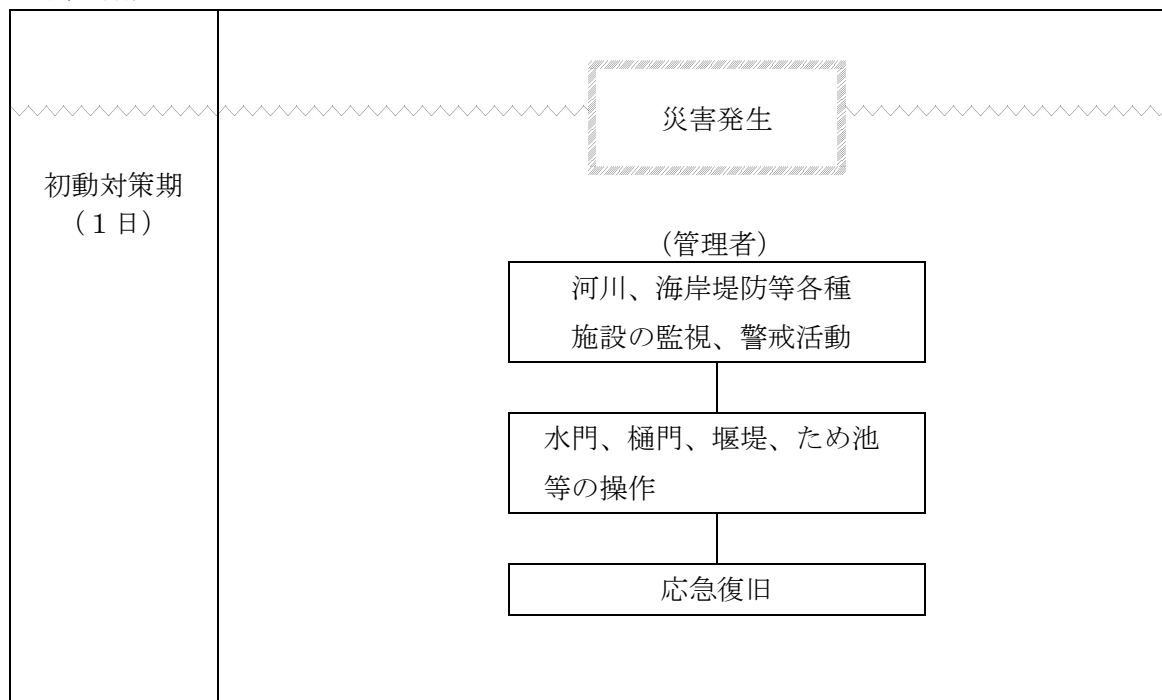 災害発生
初動対策期
（１日）
（管理者）
河川、海岸堤防等各種
施設の監視、警戒活動
水門、樋門、堰堤、ため池
等の操作
応急復旧